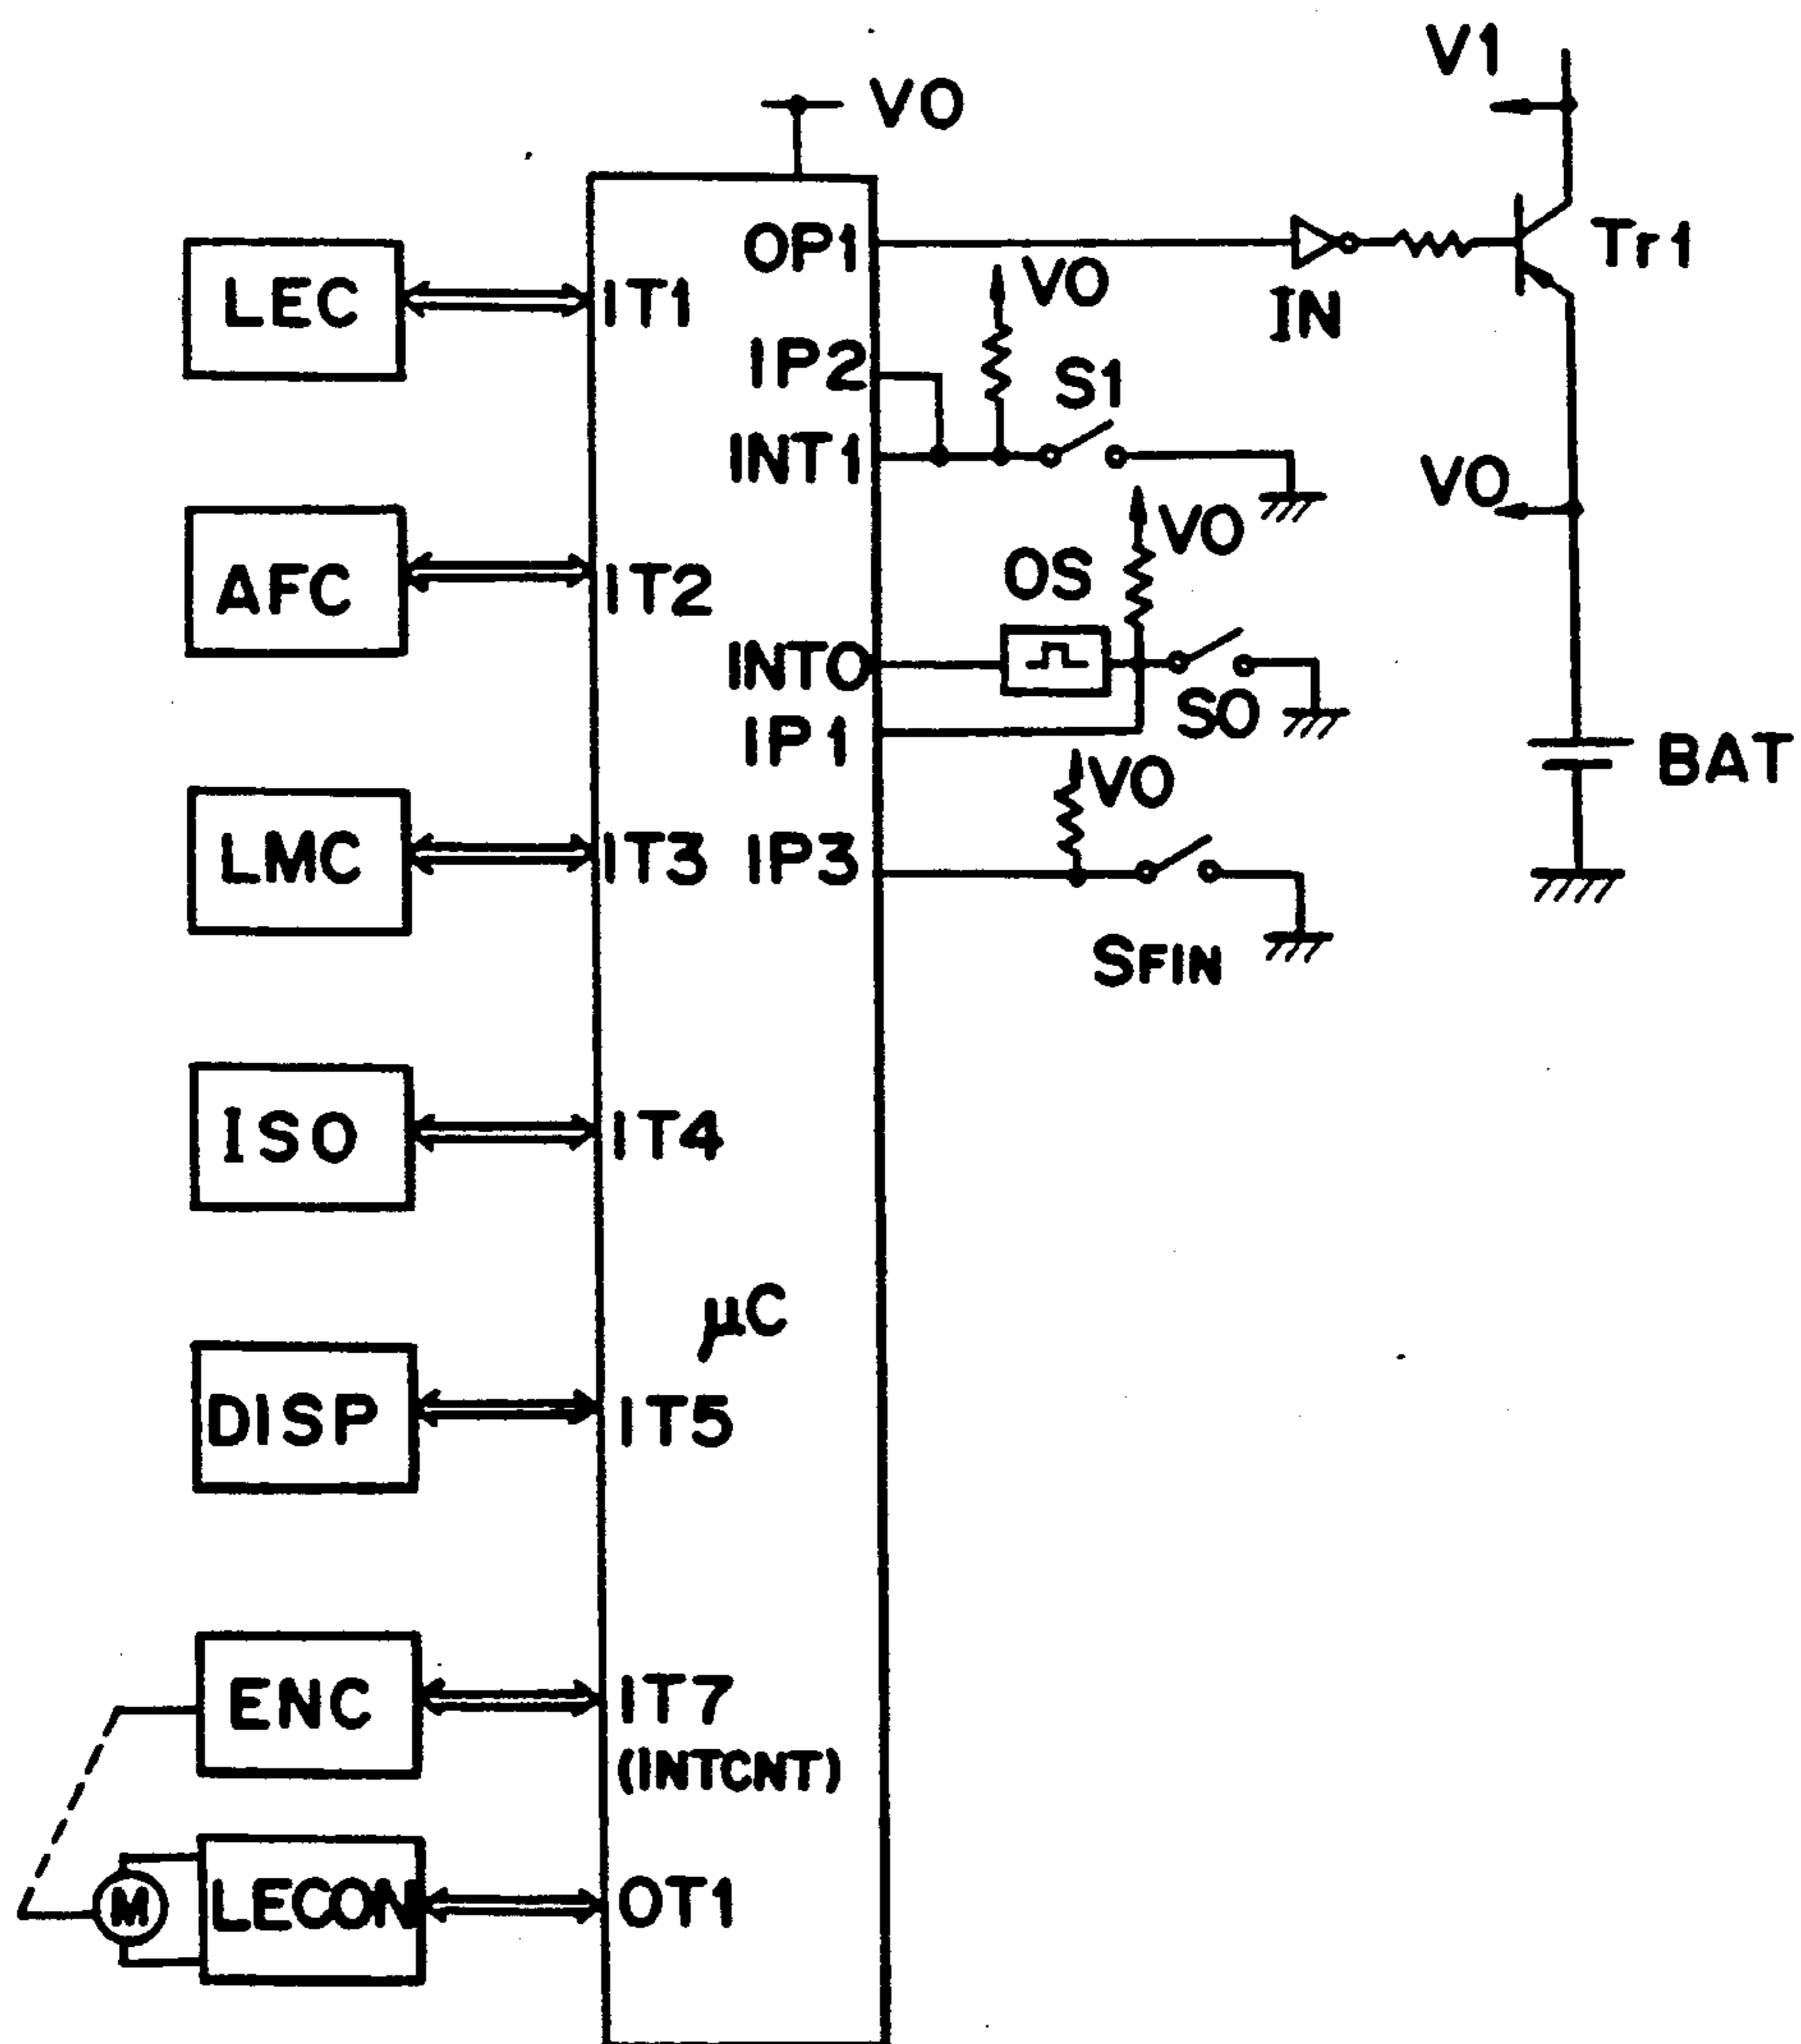 V1
VO
OP1
Tr1
LEC
IT1
VO
IN
IP2
S1
INT1
VO
VO
AFC
IT2
OS
INTO
SO
IP1
BAT
VO
LMC
IT3
IP3
SFIN
ISO
IT4
µC
DISP
IT5
ENC
IT7
(INTCNT)
M
LECON
OT1